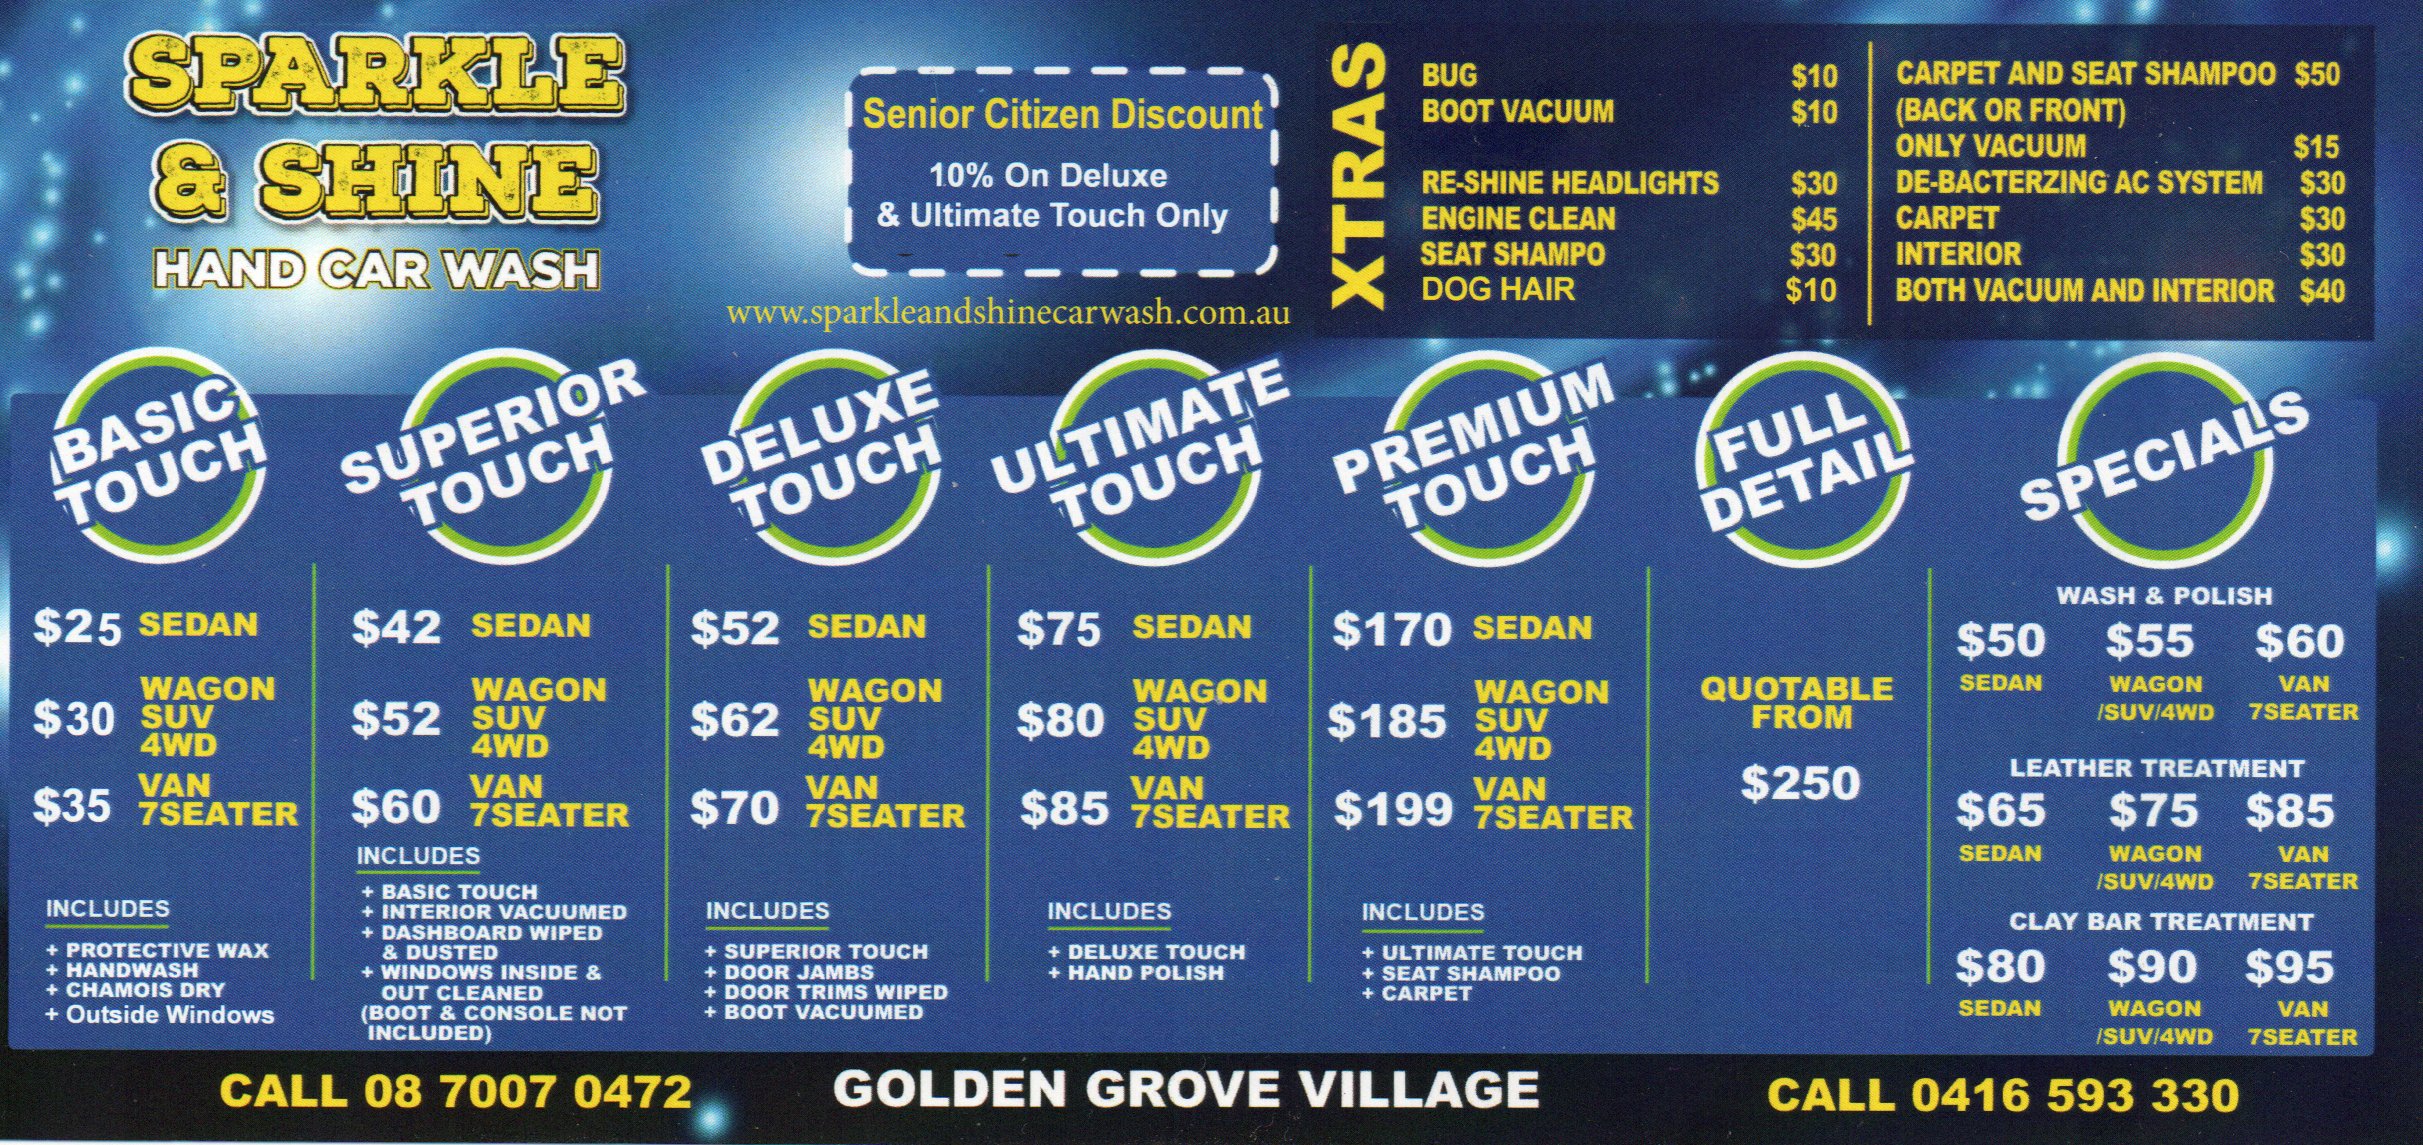 SPARKLE
& SHINE
HAND CAR WASH
Senior Citizen Discount
10% On Deluxe
& Ultimate Touch Only
www.sparkleandshinecarwash.com.au
XTRAS
BUG $10
BOOT VACUUM $10
RE-SHINE HEADLIGHTS $30
ENGINE CLEAN $45
SEAT SHAMPO $30
DOG HAIR $10
CARPET AND SEAT SHAMPOO $50
(BACK OR FRONT)
ONLY VACUUM $15
DE-BACTERZING AC SYSTEM $30
CARPET $30
INTERIOR $30
BOTH VACUUM AND INTERIOR $40
BASIC
TOUCH
$25 SEDAN
$30 WAGON
SUV
4WD
$35 VAN
7SEATER
INCLUDES
+ PROTECTIVE WAX
+ HANDWASH
+ CHAMOIS DRY
+ Outside Windows
SUPERIOR
TOUCH
$42 SEDAN
$52 WAGON
SUV
4WD
$60 VAN
7SEATER
INCLUDES
+ BASIC TOUCH
+ INTERIOR VACUUMED
+ DASHBOARD WIPED
& DUSTED
+ WINDOWS INSIDE &
OUT CLEANED
(BOOT & CONSOLE NOT
INCLUDED)
DELUXE
TOUCH
$52 SEDAN
$62 WAGON
SUV
4WD
$70 VAN
7SEATER
INCLUDES
+ SUPERIOR TOUCH
+ DOOR JAMBS
+ DOOR TRIMS WIPED
+ BOOT VACUUMED
ULTIMATE
TOUCH
$75 SEDAN
$80 WAGON
SUV
4WD
$85 VAN
7SEATER
INCLUDES
+ DELUXE TOUCH
+ HAND POLISH
PREMIUM
TOUCH
$170 SEDAN
$185 WAGON
SUV
4WD
$199 VAN
7SEATER
INCLUDES
+ ULTIMATE TOUCH
+ SEAT SHAMPOO
+ CARPET
FULL
DETAIL
QUOTABLE
FROM
$250
SPECIALS
WASH & POLISH
$50 $55 $60
SEDAN WAGON VAN
/SUV/4WD 7SEATER
LEATHER TREATMENT
$65 $75 $85
SEDAN WAGON VAN
/SUV/4WD 7SEATER
CLAY BAR TREATMENT
$80 $90 $95
SEDAN WAGON VAN
/SUV/4WD 7SEATER
CALL 08 7007 0472
GOLDEN GROVE VILLAGE
CALL 0416 593 330